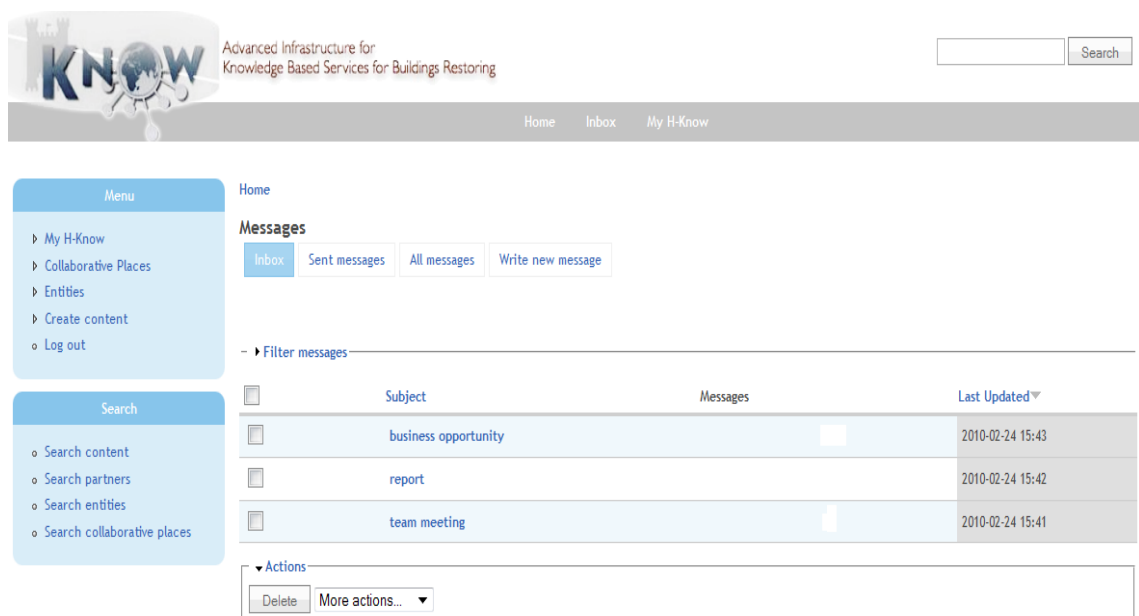 KNOW
Advanced Infrastructure for
Knowledge Based Services for Buildings Restoring
Search
Home Inbox My H-Know
Menu
My H-Know
Collaborative Places
Entities
Create content
Log out
Search
Search content
Search partners
Search entities
Search collaborative places
Home
Messages
Inbox Sent messages All messages Write new message
Filter messages
Subject Messages Last Updated
business opportunity 2010-02-24 15:43
report 2010-02-24 15:42
team meeting 2010-02-24 15:41
Actions
Delete More actions...